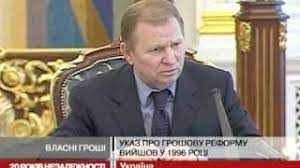 ВЛАСНІ ГРОШІ
УКАЗ ПРО ГРОШОВУ РЕФОРМУ
ВИЙШОВ У 1996 РОЦІ
20 РОКІВ НЕЗАЛЕЖНОСТІ
Україна